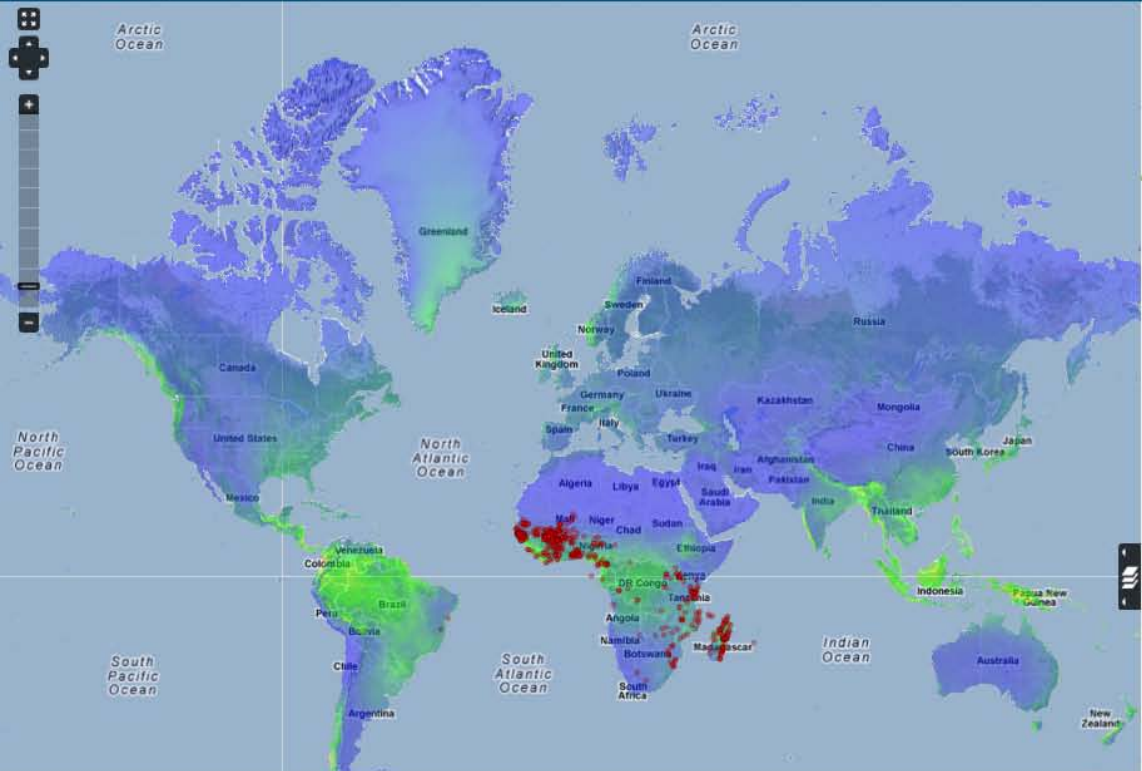 Arctic
Ocean
Arctic
Ocean
Greenland
Finland
Iceland
Sweden
Norway
Russia
United
Kingdom
Canada
Poland
Germany
Ukraine
Kazakhstan
France
Mongolia
Italy
Spain
North
Pacific
Ocean
United States
North
Atlantic
Ocean
Turkey
China
Japan
South Korea
Afghanistan
Iraq
Iran
Pakistan
Algeria
Libya
Egypt
Saudi
Arabia
Mexico
India
Thailand
Mali
Niger
Chad
Sudan
Nigeria
Ethiopia
Venezuela
Colombia
DR Congo
Kenya
Indonesia
Tanzania
Papua New
Guinea
Peru
Brazil
Angola
Bolivia
Namibia
Botswana
Madagascar
Indian
Ocean
South
Pacific
Ocean
Chile
South
Atlantic
Ocean
Australia
South
Africa
Argentina
New
Zealand